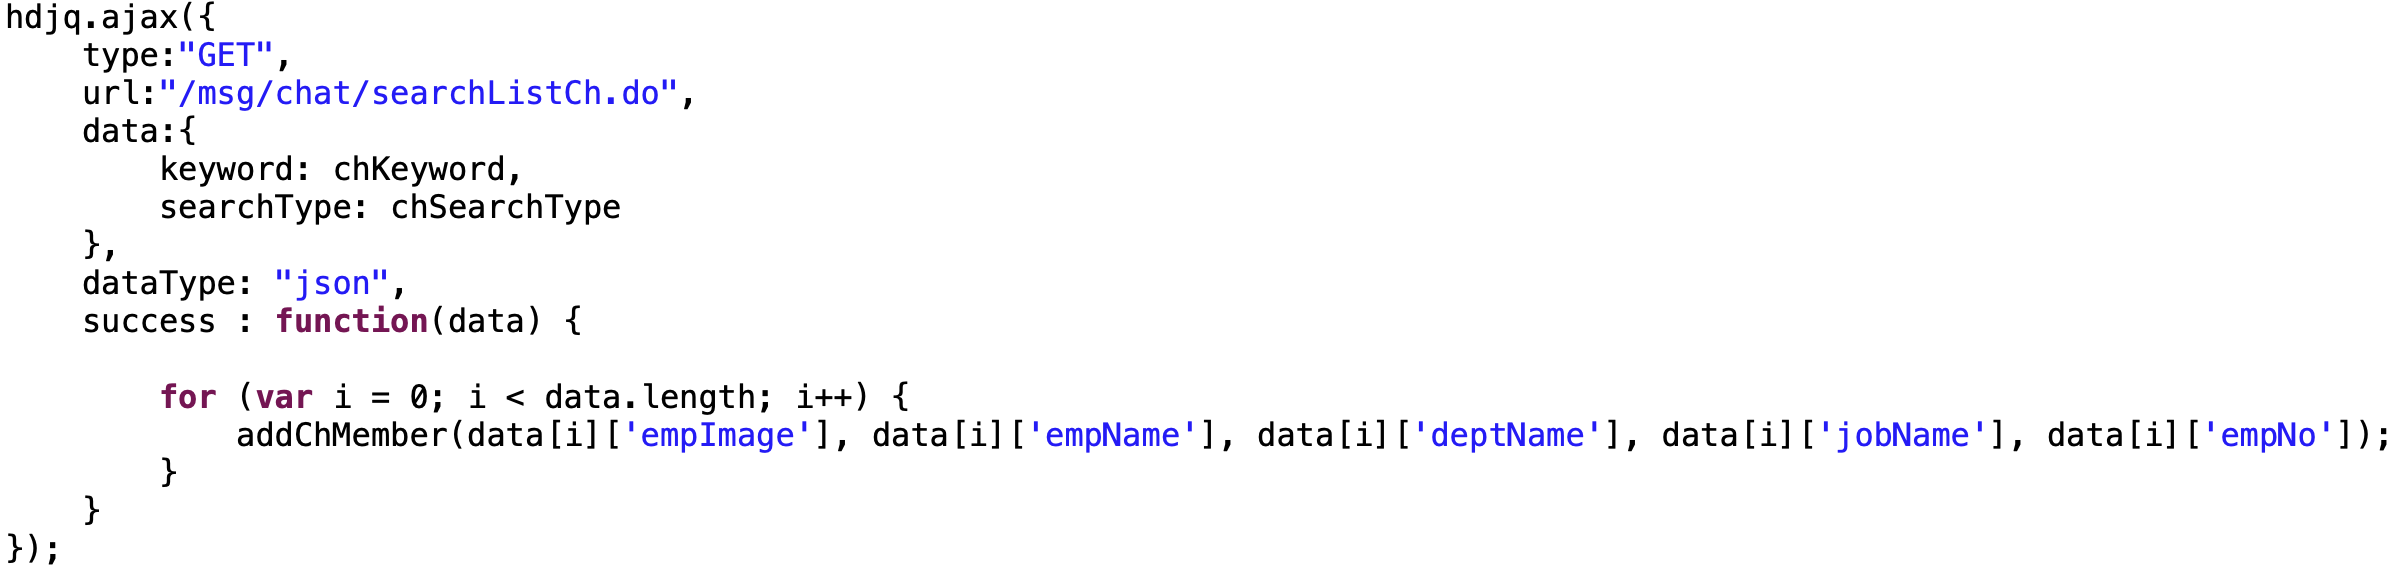 hdjq.ajax({
    type:"GET",
    url:"/msg/chat/searchListCh.do",
    data:{
        keyword: chKeyword,
        searchType: chSearchType
    },
    dataType: "json",
    success : function(data) {

        for (var i = 0; i < data.length; i++) {
            addChMember(data[i]['empImage'], data[i]['empName'], data[i]['deptName'], data[i]['jobName'], data[i]['empNo']);
        }
    }
});